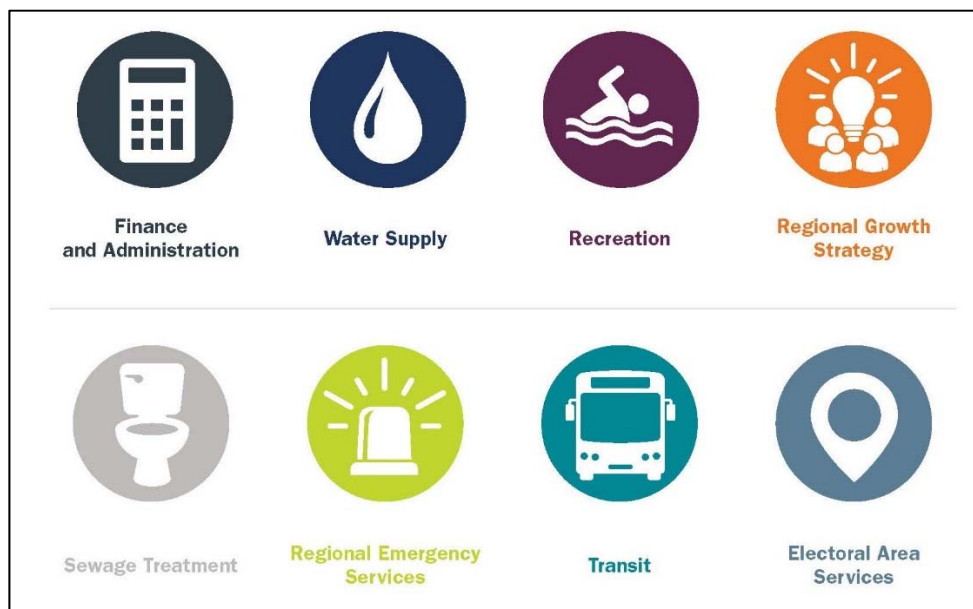 Finance
and Administration
Water Supply
Recreation
Regional Growth
Strategy
Sewage Treatment
Regional Emergency
Services
Transit
Electoral Area
Services